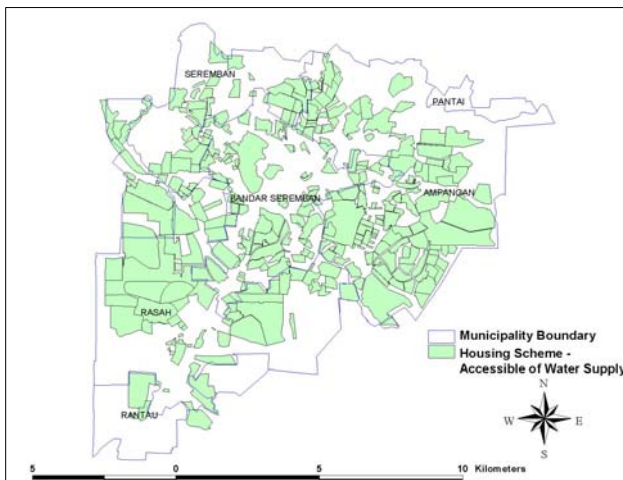 SEREMBAN
PANTAI
BANDAR SEREMBAN
AMPANGAN
RASAH
RANTAU
Municipality Boundary
Housing Scheme -
Accessible of Water Supply
N
W E
S
5 0 5 10 Kilometers